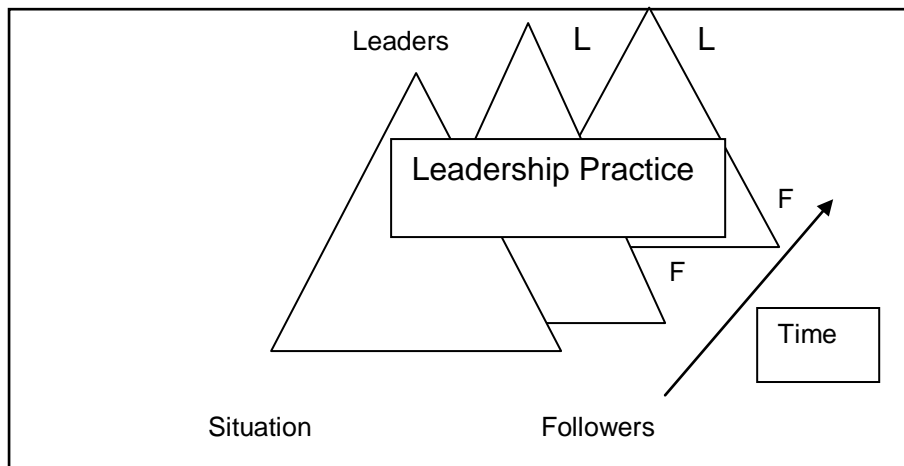 Leaders
L
L
Leadership Practice
F
F
Time
Situation
Followers